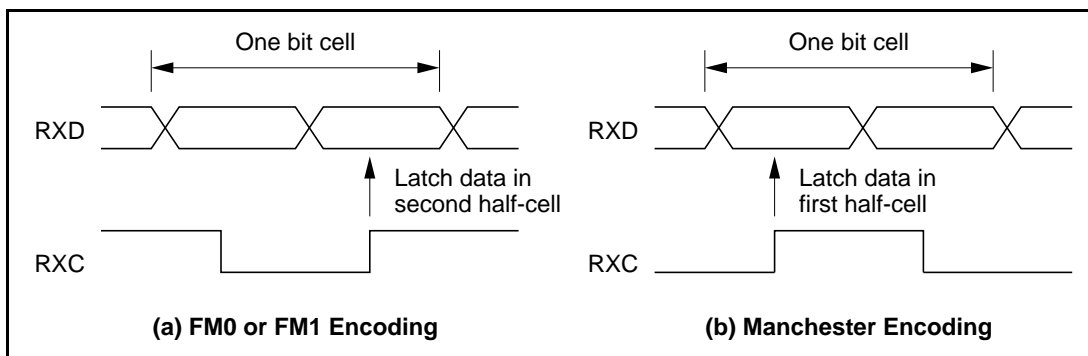 One bit cell
RXD
Latch data in
second half-cell
RXC
(a) FM0 or FM1 Encoding
One bit cell
RXD
Latch data in
first half-cell
RXC
(b) Manchester Encoding